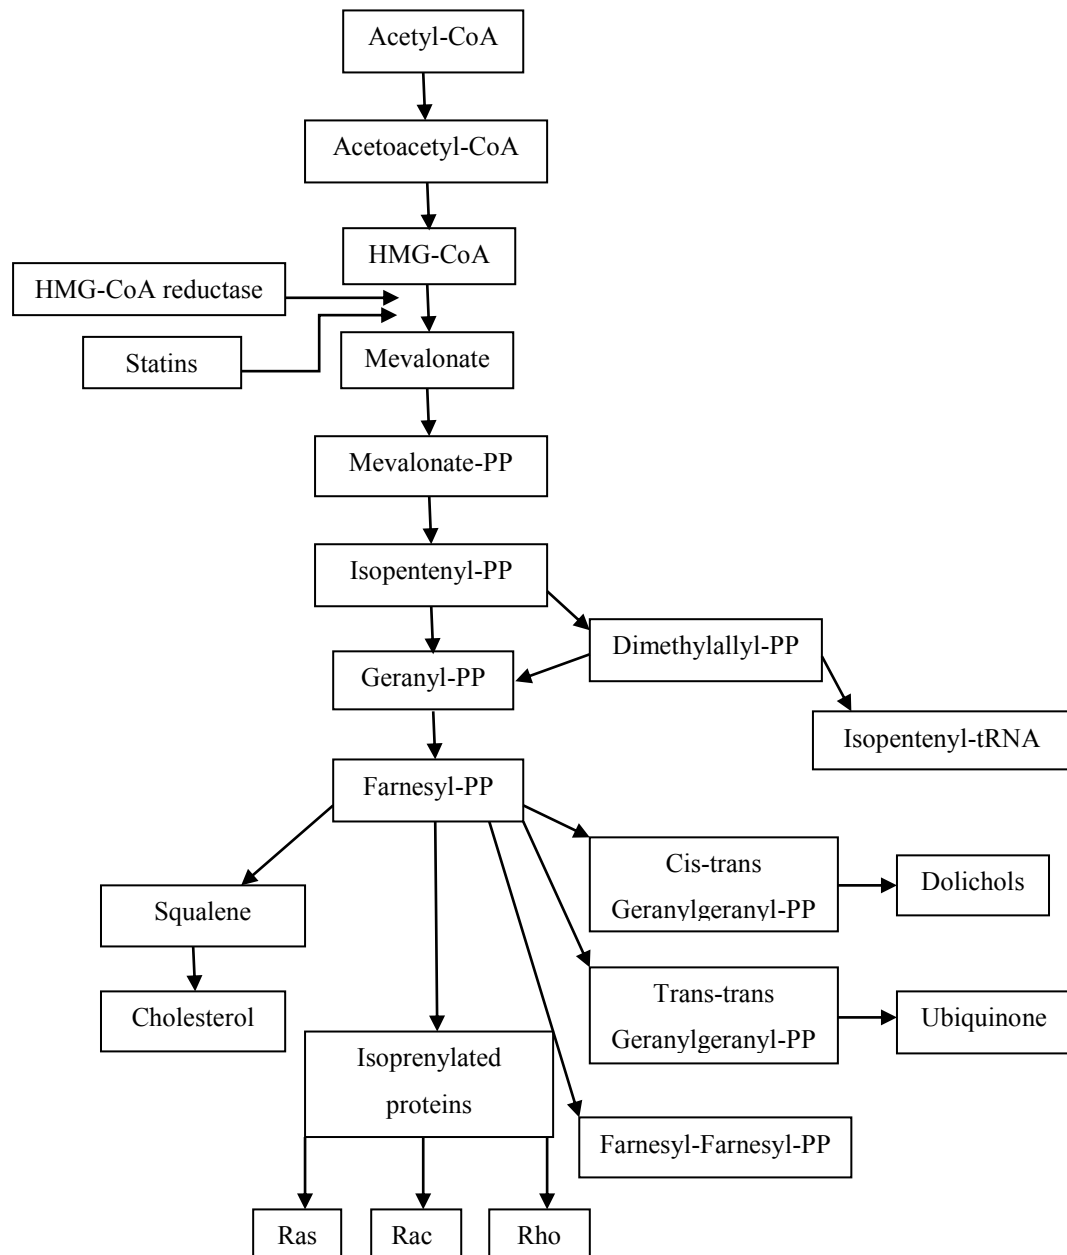 Acetyl-CoA
Acetoacetyl-CoA
HMG-CoA
HMG-CoA reductase
Statins
Mevalonate
Mevalonate-PP
Isopentenyl-PP
Dimethylallyl-PP
Geranyl-PP
Isopentenyl-tRNA
Farnesyl-PP
Cis-trans
Geranylgeranyl-PP
Dolichols
Squalene
Trans-trans
Geranylgeranyl-PP
Ubiquinone
Cholesterol
Isoprenylated
proteins
Farnesyl-Farnesyl-PP
Ras
Rac
Rho